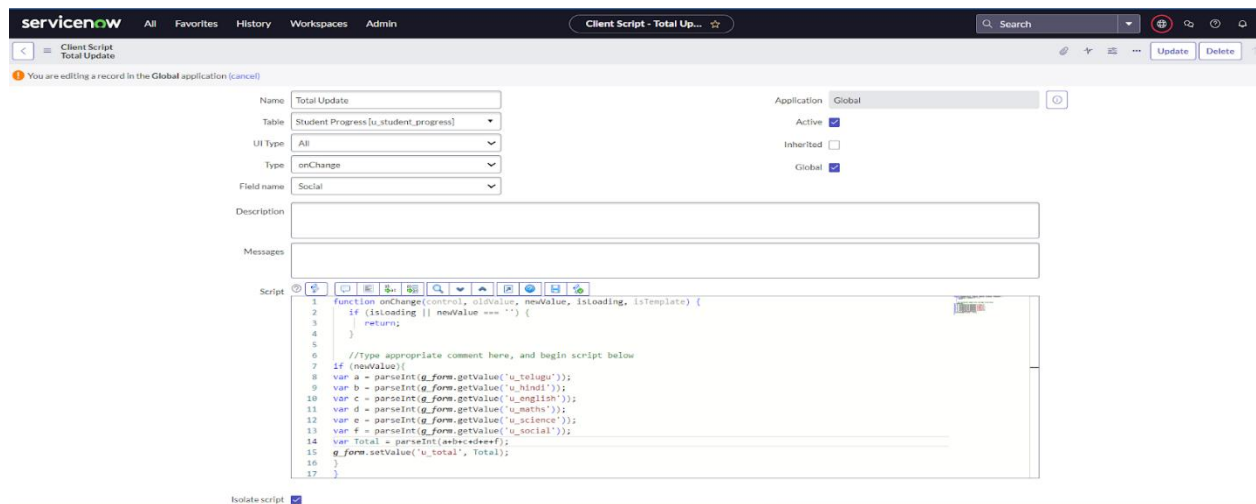 servicenow All Favorites History Workspaces Admin Client Script - Total Up... Search
Client Script
Total Update
Update Delete
You are editing a record in the Global application (cancel)
Name Total Update
Application Global
Table Student Progress [u_student_progress]
Active
UI Type All
Inherited
Type onChange
Global
Field name Social
Description
Messages
Script
1 function onChange(control, oldValue, newValue, isLoading, isTemplate) {
2 if (isLoading || newValue === '') {
3 return;
4 }
5
6 //Type appropriate comment here, and begin script below
7 if (newValue){
8 var a = parseInt(g_form.getValue('u_telugu'));
9 var b = parseInt(g_form.getValue('u_hindi'));
10 var c = parseInt(g_form.getValue('u_english'));
11 var d = parseInt(g_form.getValue('u_maths'));
12 var e = parseInt(g_form.getValue('u_science'));
13 var f = parseInt(g_form.getValue('u_social'));
14 var Total = parseInt(a+b+c+d+e+f);
15 g_form.setValue('u_total', Total);
16 }
17 }
Isolate script